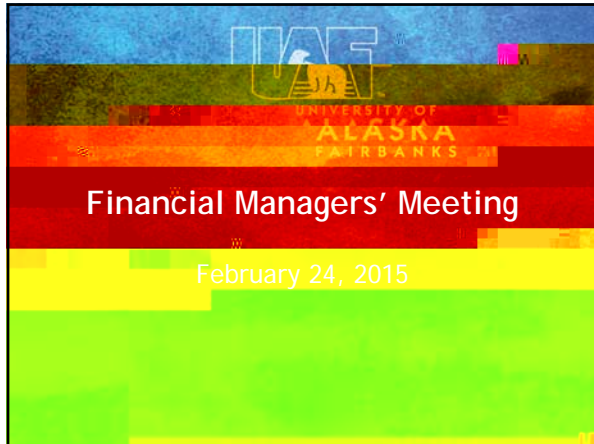 UAF
UNIVERSITY OF
ALASKA
FAIRBANKS
Financial Managers’ Meeting
February 24, 2015